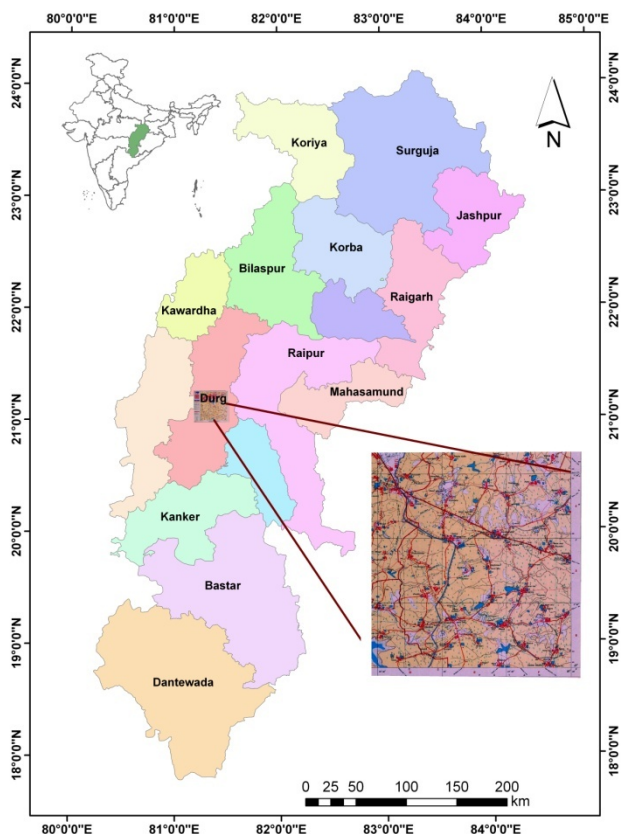 80°0'0"N 81°0'0"N 82°0'0"N 83°0'0"N 84°0'0"N 85°0'0"N
24°0'0"N
24°0'0"N
N
Koriya
Surguja
23°0'0"N
23°0'0"N
Jashpur
Korba
Bilaspur
Raigarh
22°0'0"N
22°0'0"N
Kawardha
Raipur
Mahasamund
Durg
21°0'0"N
21°0'0"N
Kanker
20°0'0"N
20°0'0"N
Bastar
19°0'0"N
19°0'0"N
Dantewada
18°0'0"N
18°0'0"N
0 25 50 100 150 200
km
80°0'0"N 81°0'0"N 82°0'0"N 83°0'0"N 84°0'0"N 85°0'0"N